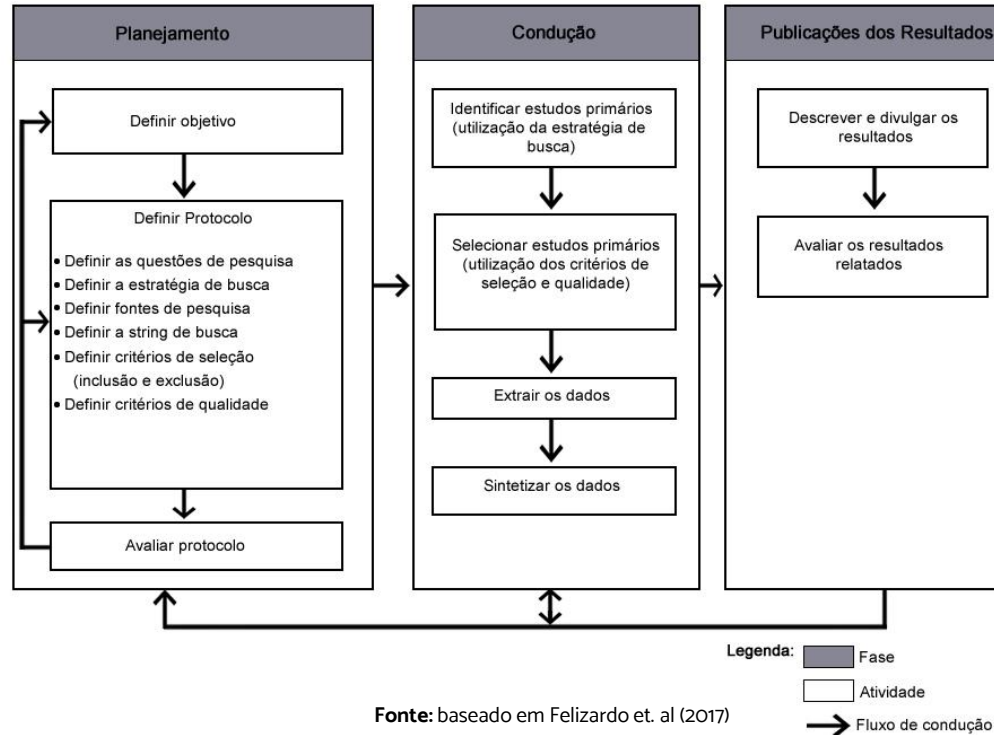 Planejamento
Definir objetivo
Definir Protocolo
• Definir as questões de pesquisa
• Definir a estratégia de busca
• Definir fontes de pesquisa
• Definir a string de busca
• Definir critérios de seleção
(inclusão e exclusão)
• Definir critérios de qualidade
Avaliar protocolo
Condução
Identificar estudos primários
(utilização da estratégia de
busca)
Selecionar estudos primários
(utilização dos critérios de
seleção e qualidade)
Extrair os dados
Sintetizar os dados
Publicações dos Resultados
Descrever e divulgar os
resultados
Avaliar os resultados
relatados
Legenda:
Fase
Atividade
Fluxo de condução
Fonte: baseado em Felizardo et. al (2017)